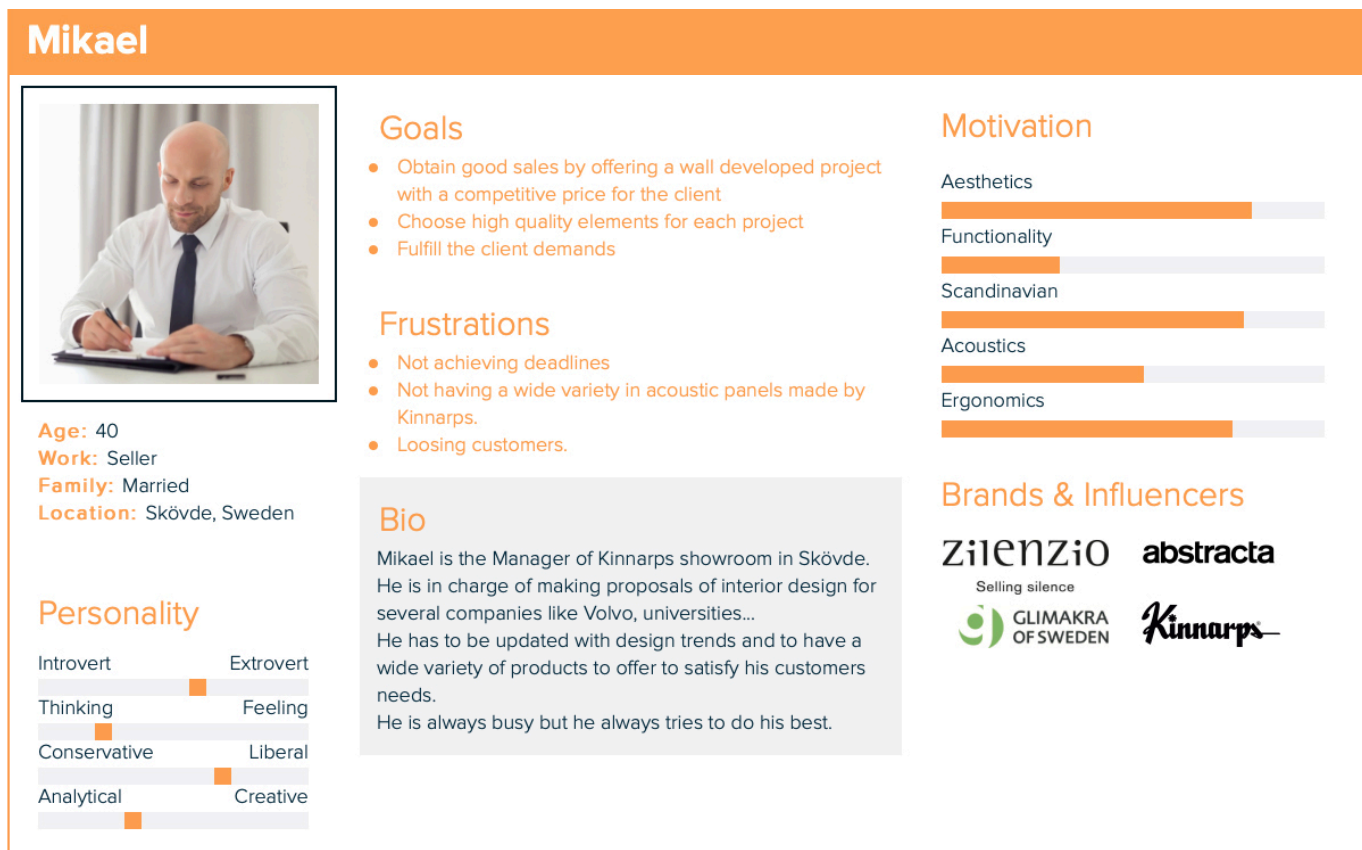 Mikael
Age: 40
Work: Seller
Family: Married
Location: Skövde, Sweden
Personality
Introvert Extrovert
Thinking Feeling
Conservative Liberal
Analytical Creative
Goals
● Obtain good sales by offering a wall developed project
with a competitive price for the client
● Choose high quality elements for each project
● Fulfill the client demands
Frustrations
● Not achieving deadlines
● Not having a wide variety in acoustic panels made by
Kinnarps.
● Loosing customers.
Bio
Mikael is the Manager of Kinnarps showroom in Skövde.
He is in charge of making proposals of interior design for
several companies like Volvo, universities...
He has to be updated with design trends and to have a
wide variety of products to offer to satisfy his customers
needs.
He is always busy but he always tries to do his best.
Motivation
Aesthetics
Functionality
Scandinavian
Acoustics
Ergonomics
Brands & Influencers
zilenzio
Selling silence
abstracta
GLIMAKRA
OF SWEDEN
Kinnarps